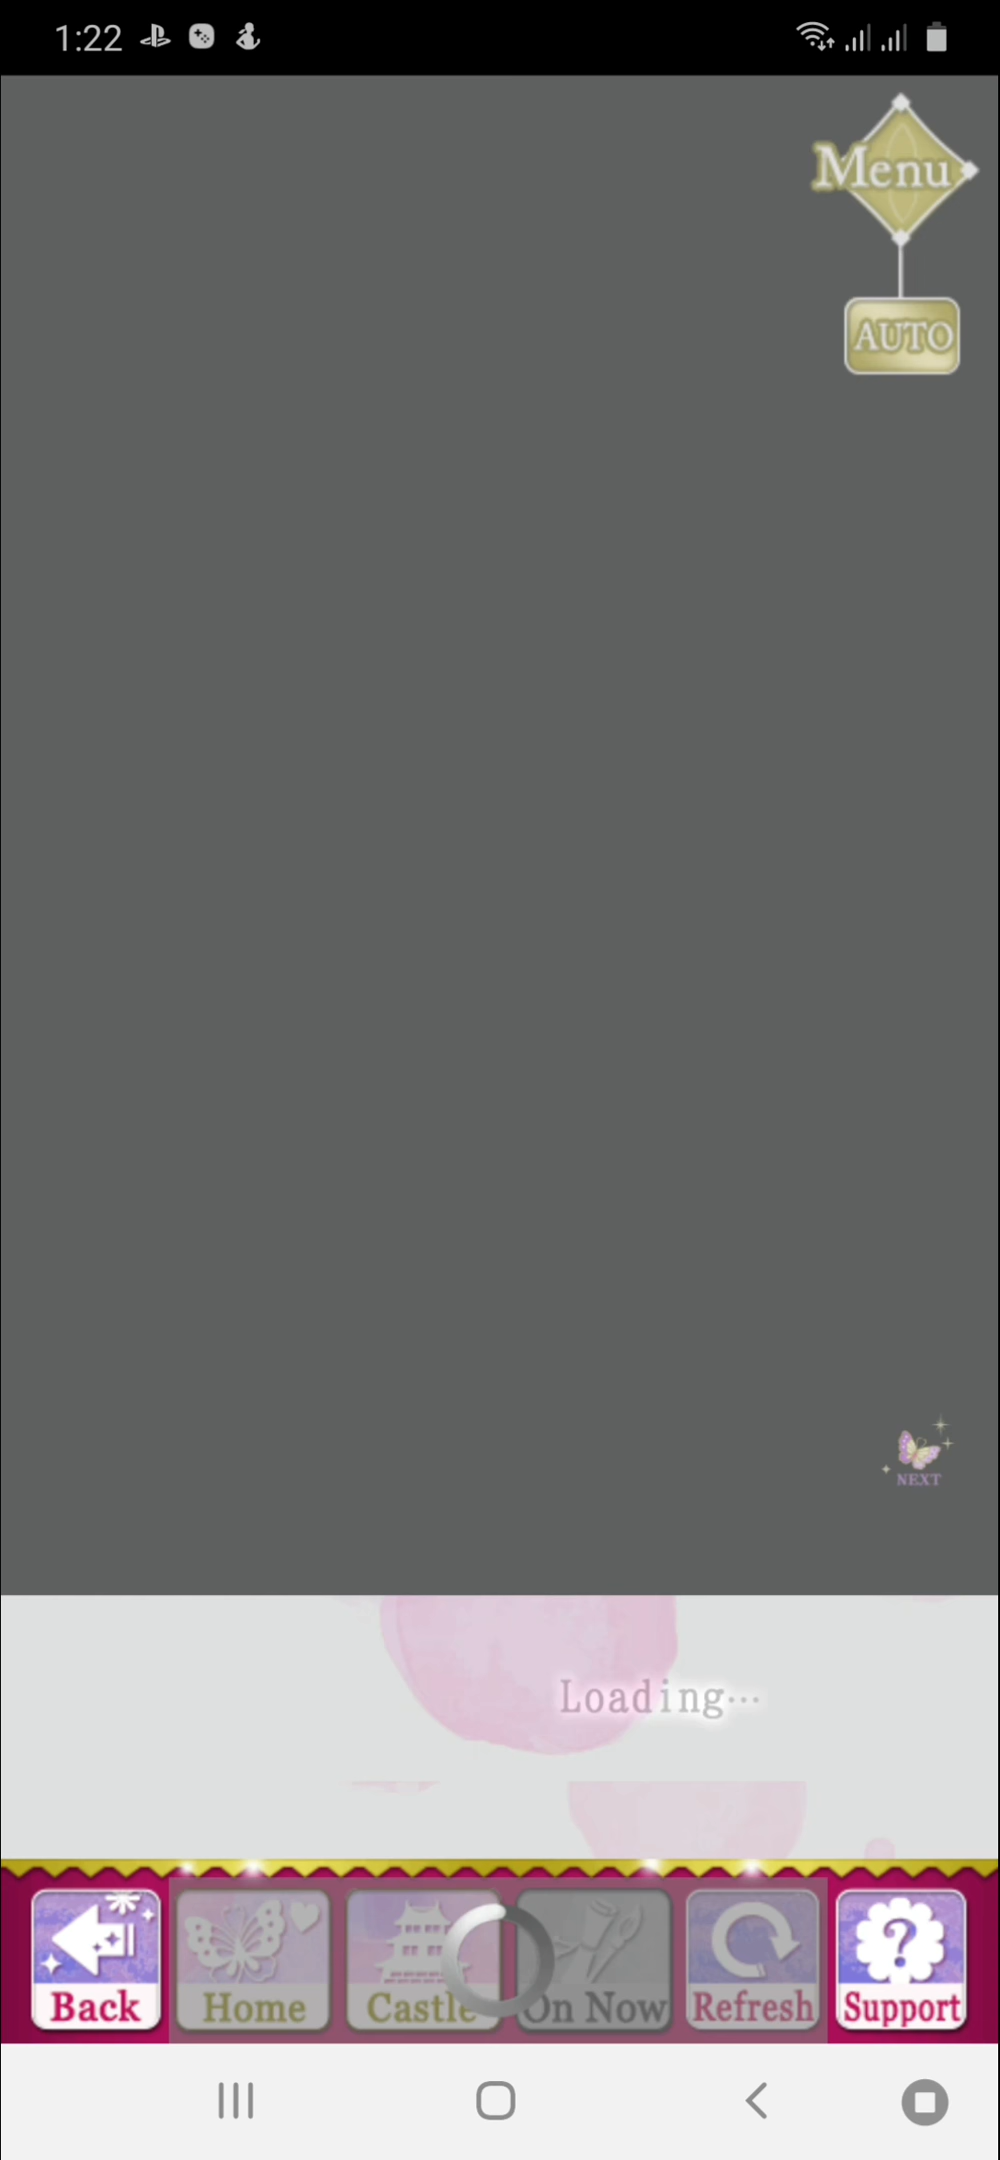 1:22
Menu
AUTO
NEXT
Loading…
Back Home Castle On Now Refresh Support